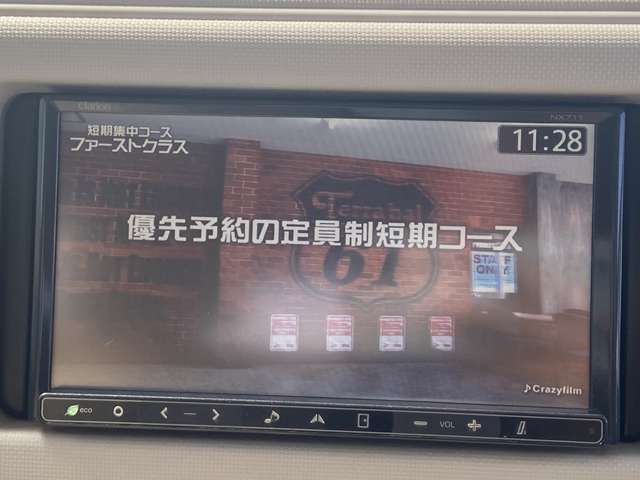 Clarion
NX711
短期集中コース
ファーストクラス
11:28
優先予約の定員制短期コース
61
STAFF
ONLY
♪Crazyfilm
eco
VOL